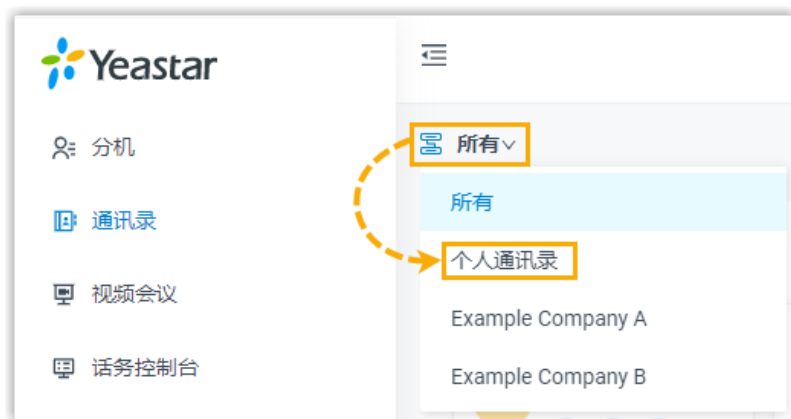 Yeastar
分机
通讯录
视频会议
话务控制台
所有
所有
个人通讯录
Example Company A
Example Company B